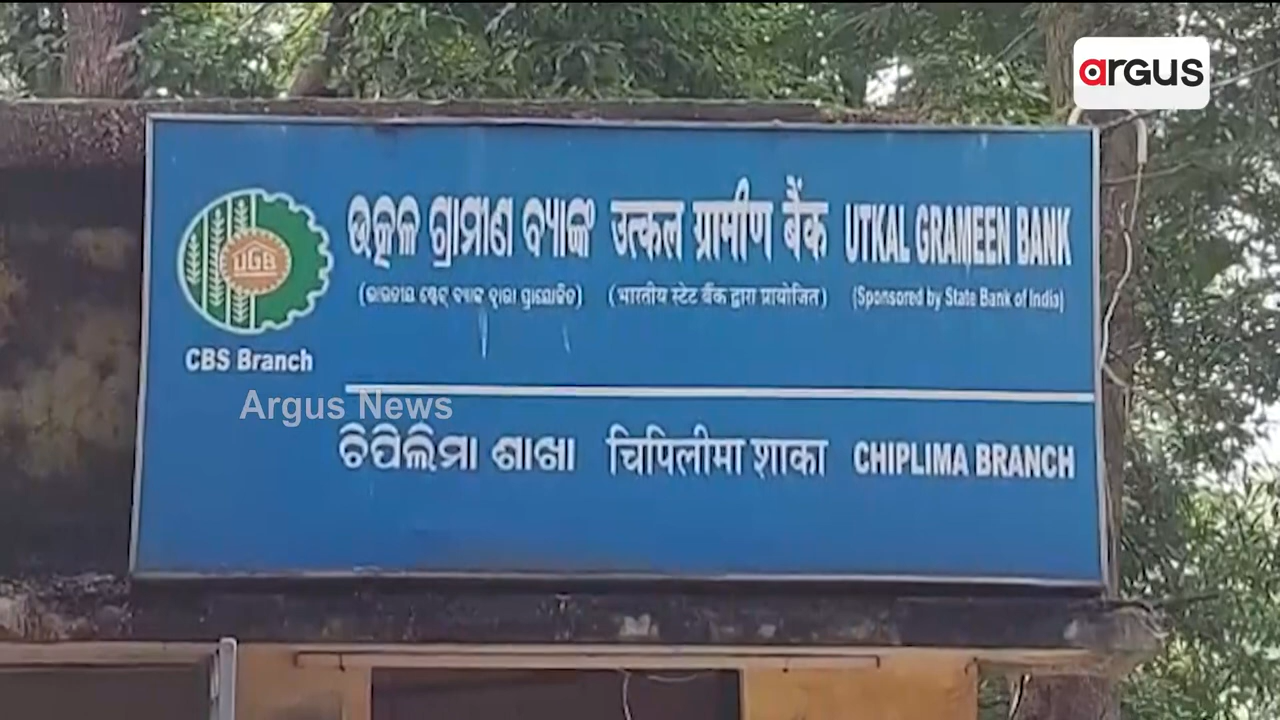 argus
ଉତ୍କଳ ଗ୍ରାମୀଣ ବ୍ୟାଙ୍କ उत्कल ग्रामीण बैंक UTKAL GRAMEEN BANK
(ଭାରତୀୟ ଷ୍ଟେଟ୍ ବ୍ୟାଙ୍କ ଦ୍ୱାରା ପ୍ରାୟୋଜିତ) (भारतीय स्टेट बैंक द्वारा प्रायोजित) (Sponsored by State Bank of India)
UGB
CBS Branch
Argus News
ଚିପିଲିମା ଶାଖା चिपिलीमा शाका CHIPLIMA BRANCH